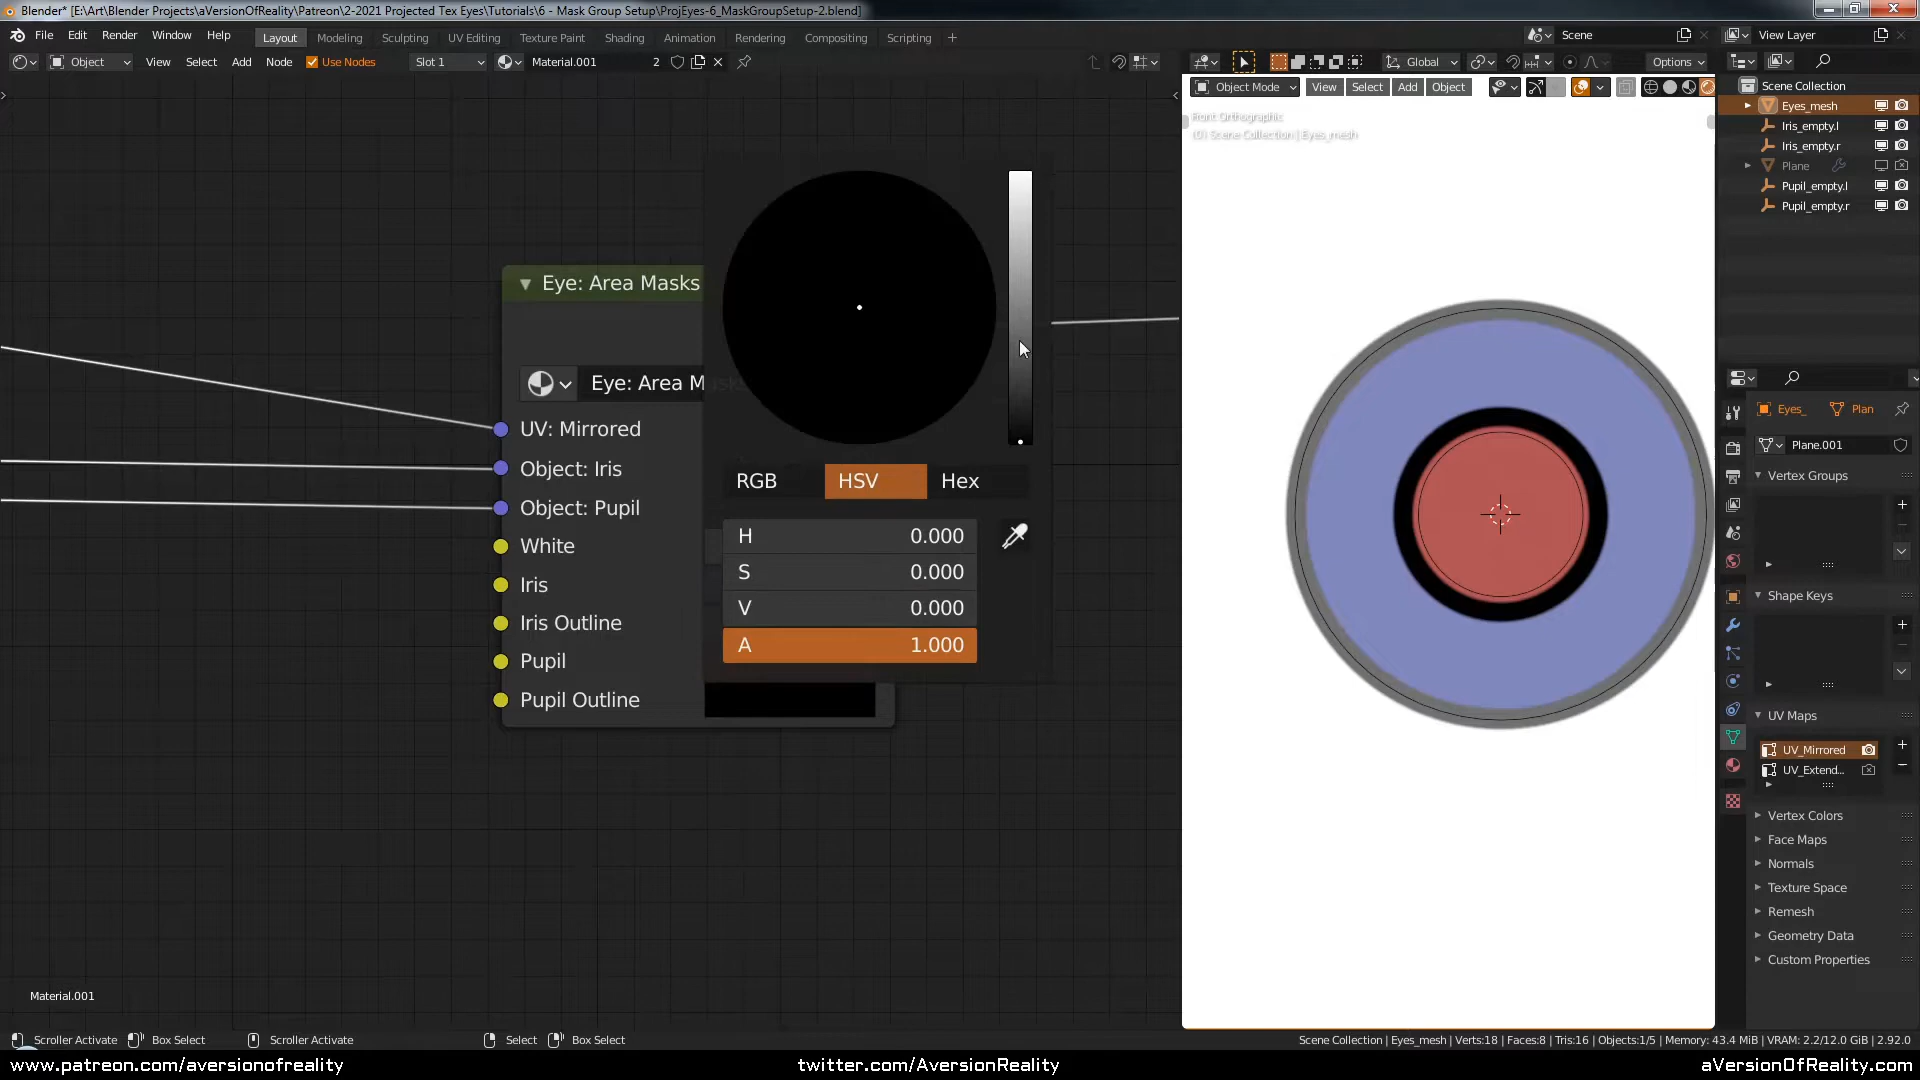 Blender* [E:\Art\Blender Projects\aVersionOfReality\Patreon\2-2021 Projected Tex Eyes\Tutorials\6 - Mask Group Setup\ProjEyes-6_MaskGroupSetup-2.blend]
File Edit Render Window Help Layout Modeling Sculpting UV Editing Texture Paint Shading Animation Rendering Compositing Scripting + Scene View Layer
Object View Select Add Node Use Nodes Slot 1 Material.001 2 Global Options
Object Mode View Select Add Object
Scene Collection
Eyes_mesh
Iris_empty.l
Iris_empty.r
Plane
Pupil_empty.l
Pupil_empty.r
Front Orthographic
(0) Scene Collection | Eyes_mesh
Eye: Area Masks
Eye: Area Masks
UV: Mirrored
Object: Iris
Object: Pupil
White
Iris
Iris Outline
Pupil
Pupil Outline
RGB HSV Hex
H 0.000
S 0.000
V 0.000
A 1.000
Eyes_ Plan
Plane.001
Vertex Groups
Shape Keys
UV Maps
UV_Mirrored
UV_Extend...
Vertex Colors
Face Maps
Normals
Texture Space
Remesh
Geometry Data
Custom Properties
Material.001
Scroller Activate Box Select Scroller Activate Select Box Select Scene Collection | Eyes_mesh | Verts:18 | Faces:8 | Tris:16 | Objects:1/5 | Memory: 43.4 MiB | VRAM: 2.2/12.0 GiB | 2.92.0
www.patreon.com/aversionofreality twitter.com/AversionReality aVersionOfReality.com